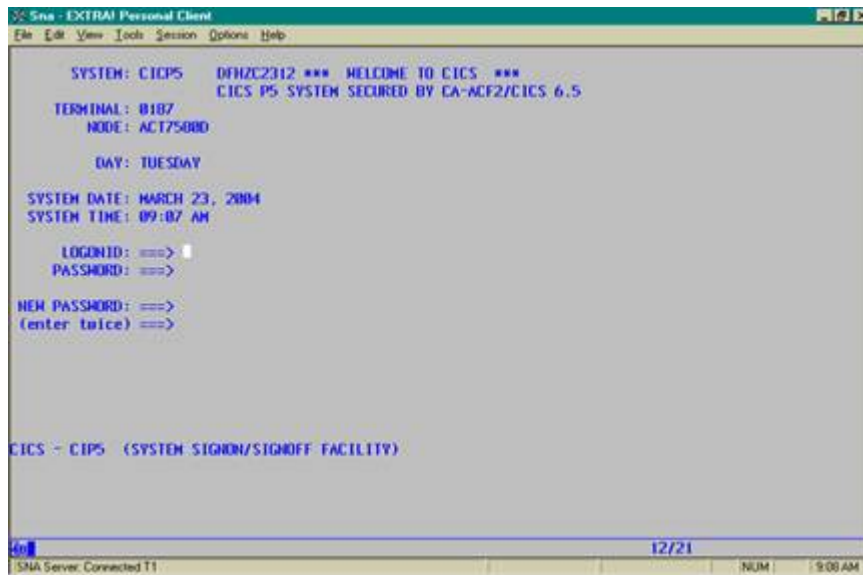 Sna - EXTRA! Personal Client
File Edit View Tools Session Options Help
SYSTEM: CICP5 DFHZC2312 *** WELCOME TO CICS ***
CICS P5 SYSTEM SECURED BY CA-ACF2/CICS 6.5
TERMINAL: 0187
NODE: ACT7500D
DAY: TUESDAY
SYSTEM DATE: MARCH 23, 2004
SYSTEM TIME: 09:07 AM
LOGONID: ===>
PASSWORD: ===>
NEW PASSWORD: ===>
(enter twice) ===>
CICS - CIP5 (SYSTEM SIGNON/SIGNOFF FACILITY)
12/21
SNA Server: Connected T1 NUM 9:08 AM